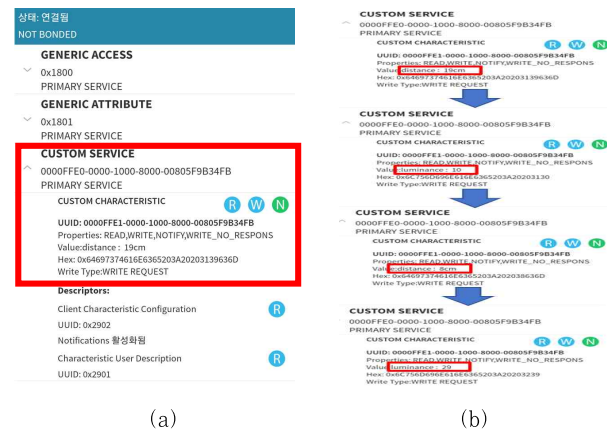 상태: 연결됨
NOT BONDED
GENERIC ACCESS
0x1800
PRIMARY SERVICE
GENERIC ATTRIBUTE
0x1801
PRIMARY SERVICE
CUSTOM SERVICE
0000FFE0-0000-1000-8000-00805F9B34FB
PRIMARY SERVICE
CUSTOM CHARACTERISTIC
R W N
UUID: 0000FFE1-0000-1000-8000-00805F9B34FB
Properties: READ,WRITE,NOTIFY,WRITE_NO_RESPONS
Value:distance : 19cm
Hex: 0x64697374616E6365203A20203139636D
Write Type:WRITE REQUEST
Descriptors:
Client Characteristic Configuration
R
UUID: 0x2902
Notifications 활성화됨
Characteristic User Description
R
UUID: 0x2901
(a)
CUSTOM SERVICE
0000FFE0-0000-1000-8000-00805F9B34FB
PRIMARY SERVICE
CUSTOM CHARACTERISTIC
R W N
UUID: 0000FFE1-0000-1000-8000-00805F9B34FB
Properties: READ,WRITE,NOTIFY,WRITE_NO_RESPONS
Value:distance : 19cm
Hex: 0x64697374616E6365203A20203139636D
Write Type:WRITE REQUEST
CUSTOM SERVICE
0000FFE0-0000-1000-8000-00805F9B34FB
PRIMARY SERVICE
CUSTOM CHARACTERISTIC
R W N
UUID: 0000FFE1-0000-1000-8000-00805F9B34FB
Properties: READ,WRITE,NOTIFY,WRITE_NO_RESPONS
Value:luminance : 10
Hex: 0x6C756D696E616E6365203A20203130
Write Type:WRITE REQUEST
CUSTOM SERVICE
0000FFE0-0000-1000-8000-00805F9B34FB
PRIMARY SERVICE
CUSTOM CHARACTERISTIC
R W N
UUID: 0000FFE1-0000-1000-8000-00805F9B34FB
Properties: READ,WRITE,NOTIFY,WRITE_NO_RESPONS
Value:distance : 8cm
Hex: 0x64697374616E6365203A202038636D
Write Type:WRITE REQUEST
CUSTOM SERVICE
0000FFE0-0000-1000-8000-00805F9B34FB
PRIMARY SERVICE
CUSTOM CHARACTERISTIC
R W N
UUID: 0000FFE1-0000-1000-8000-00805F9B34FB
Properties: READ,WRITE,NOTIFY,WRITE_NO_RESPONS
Value:luminance : 29
Hex: 0x6C756D696E616E6365203A20203239
Write Type:WRITE REQUEST
(b)